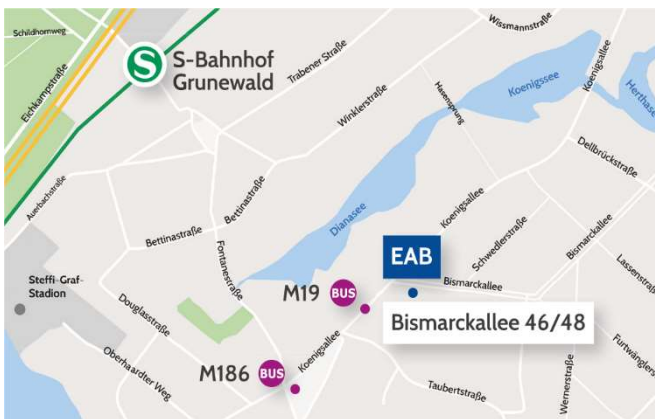 Schildhornweg
Eichkampstraße
S
S-Bahnhof
Grunewald
Trabener Straße
Wissmannstraße
Winklerstraße
Havensprung
Koenigssee
Koenigsallee
Herthasee
Auerbachstraße
Bettinastraße
Bettinastraße
Fontanestraße
Dianasee
Koenigsallee
Dellbrückstraße
Schwedlerstraße
Bismarckallee
Lassenstraße
EAB
Bismarckallee
Steffi-Graf-
Stadion
M19
BUS
Bismarckallee 46/48
Douglasstraße
Oberhaardter Weg
M186
BUS
Koenigsallee
Taubertstraße
Wernerstraße